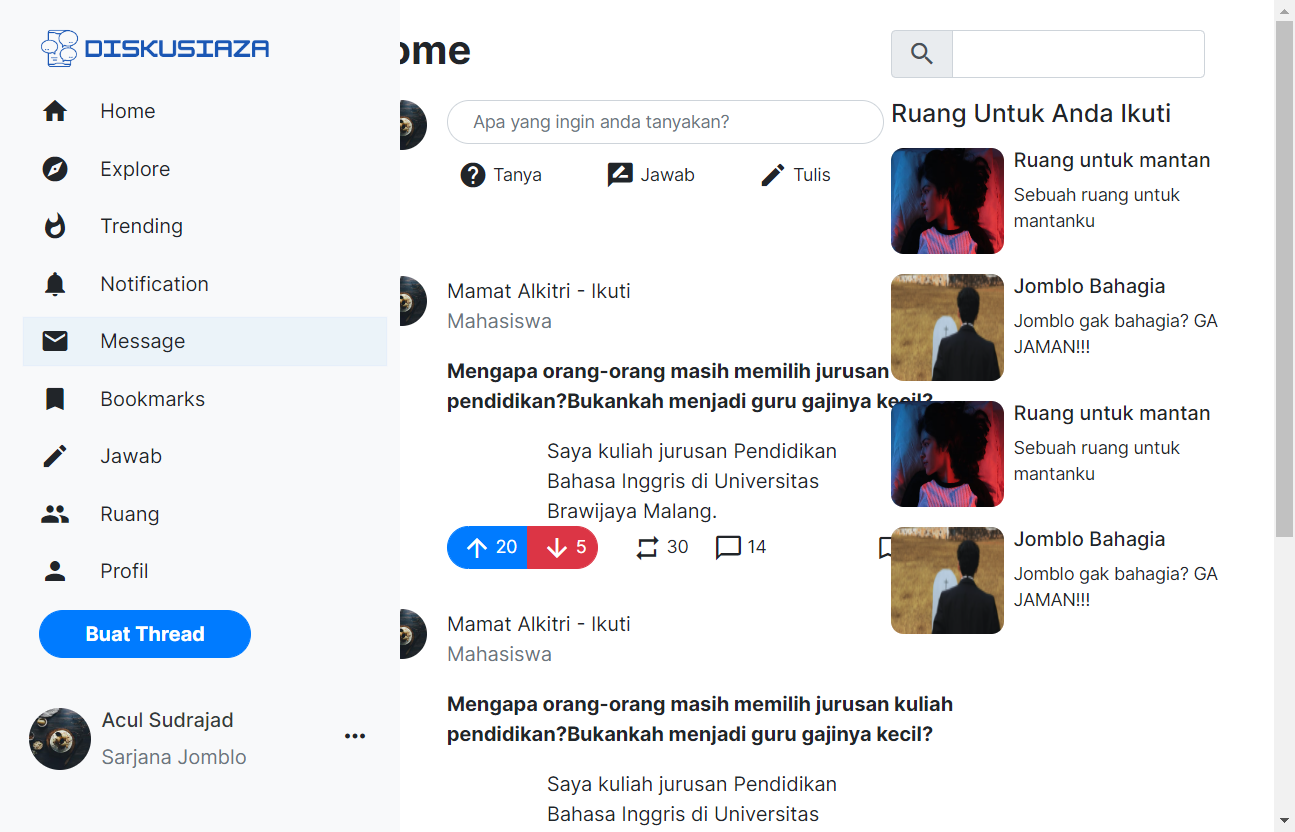 DISKUSIAZA
Home
Explore
Trending
Notification
Message
Bookmarks
Jawab
Ruang
Profil
Buat Thread
Acul Sudrajad
Sarjana Jomblo
ome
Apa yang ingin anda tanyakan?
Tanya
Jawab
Tulis
Mamat Alkitri - Ikuti
Mahasiswa
Mengapa orang-orang masih memilih jurusan
pendidikan?Bukankah menjadi guru gajinya kecil?
Saya kuliah jurusan Pendidikan
Bahasa Inggris di Universitas
Brawijaya Malang.
20 5 30 14
Mamat Alkitri - Ikuti
Mahasiswa
Mengapa orang-orang masih memilih jurusan kuliah
pendidikan?Bukankah menjadi guru gajinya kecil?
Saya kuliah jurusan Pendidikan
Bahasa Inggris di Universitas
Ruang Untuk Anda Ikuti
Ruang untuk mantan
Sebuah ruang untuk
mantanku
Jomblo Bahagia
Jomblo gak bahagia? GA
JAMAN!!!
Ruang untuk mantan
Sebuah ruang untuk
mantanku
Jomblo Bahagia
Jomblo gak bahagia? GA
JAMAN!!!